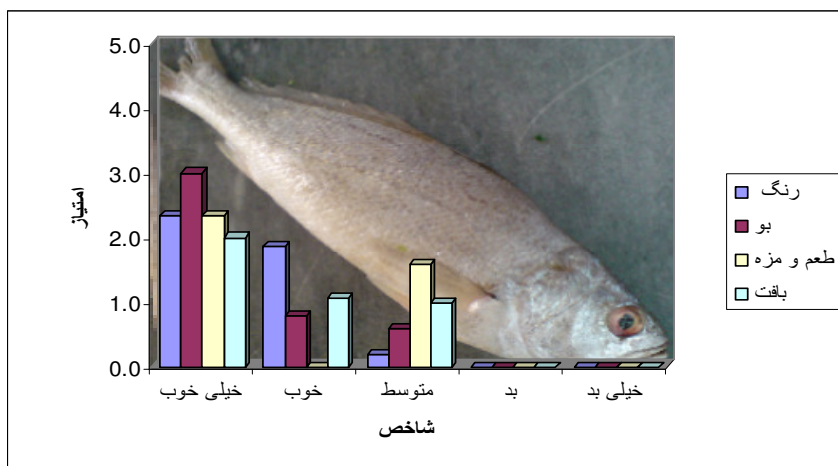 5.0
4.0
3.0
2.0
1.0
0.0
امتیاز
خیلی خوب
خوب
متوسط
بد
خیلی بد
شاخص
رنگ
بو
طعم و مزه
بافت